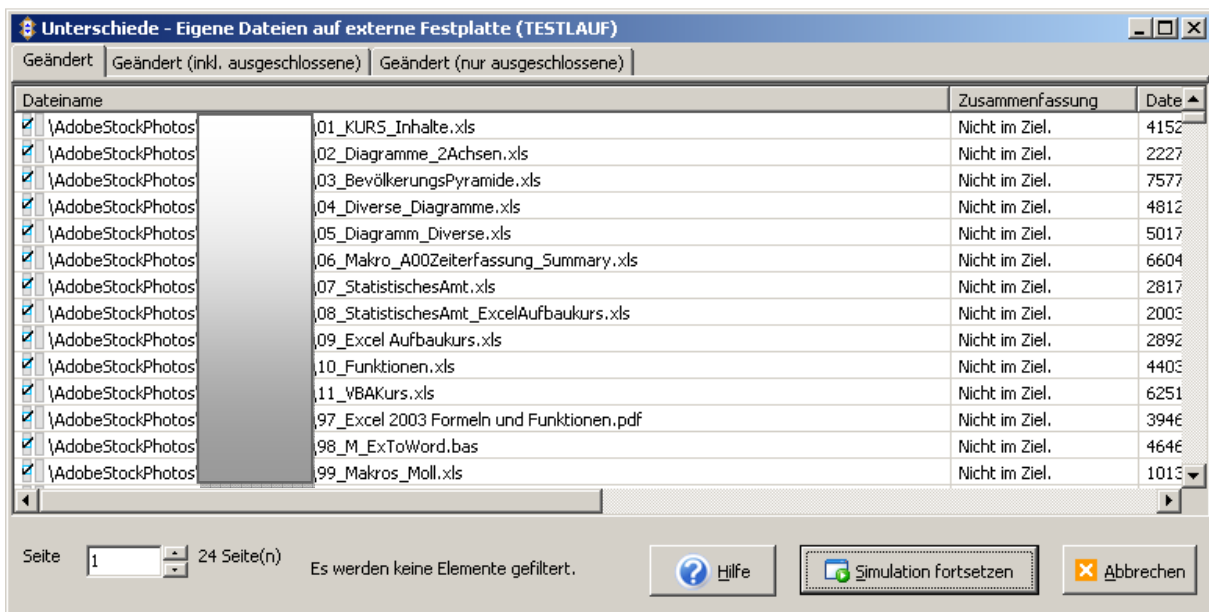 Unterschiede - Eigene Dateien auf externe Festplatte (TESTLAUF)
Geändert Geändert (inkl. ausgeschlossene) Geändert (nur ausgeschlossene)
Dateiname Zusammenfassung Date
\AdobeStockPhotos\ \01_KURS_Inhalte.xls Nicht im Ziel. 4152
\AdobeStockPhotos\ \02_Diagramme_2Achsen.xls Nicht im Ziel. 2227
\AdobeStockPhotos\ \03_BevölkerungsPyramide.xls Nicht im Ziel. 7577
\AdobeStockPhotos\ \04_Diverse_Diagramme.xls Nicht im Ziel. 4812
\AdobeStockPhotos\ \05_Diagramm_Diverse.xls Nicht im Ziel. 5017
\AdobeStockPhotos\ \06_Makro_A00Zeiterfassung_Summary.xls Nicht im Ziel. 6604
\AdobeStockPhotos\ \07_StatistischesAmt.xls Nicht im Ziel. 2817
\AdobeStockPhotos\ \08_StatistischesAmt_ExcelAufbaukurs.xls Nicht im Ziel. 2003
\AdobeStockPhotos\ \09_Excel Aufbaukurs.xls Nicht im Ziel. 2892
\AdobeStockPhotos\ \10_Funktionen.xls Nicht im Ziel. 4403
\AdobeStockPhotos\ \11_VBAKurs.xls Nicht im Ziel. 6251
\AdobeStockPhotos\ \97_Excel 2003 Formeln und Funktionen.pdf Nicht im Ziel. 3946
\AdobeStockPhotos\ \98_M_ExToWord.bas Nicht im Ziel. 4646
\AdobeStockPhotos\ \99_Makros_Moll.xls Nicht im Ziel. 1013
Seite 1 24 Seite(n) Es werden keine Elemente gefiltert. Hilfe Simulation fortsetzen Abbrechen